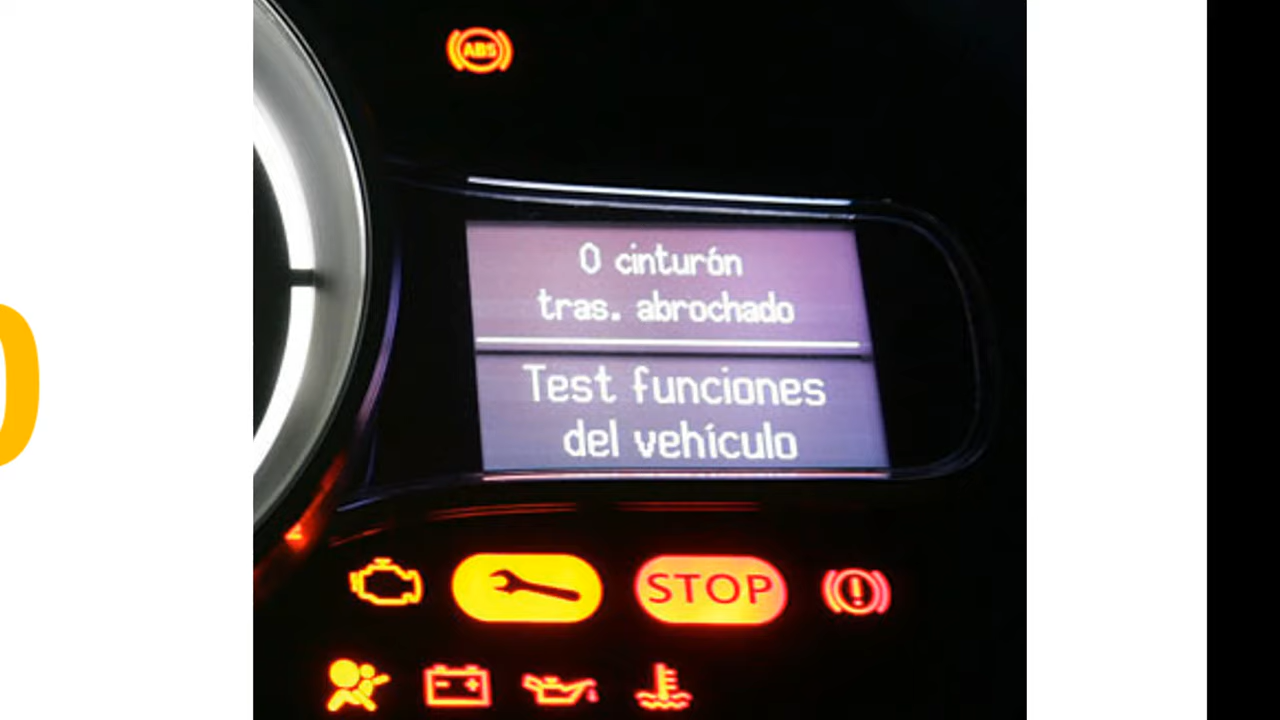 ABS
0 cinturón
tras. abrochado
Test funciones
del vehículo
STOP